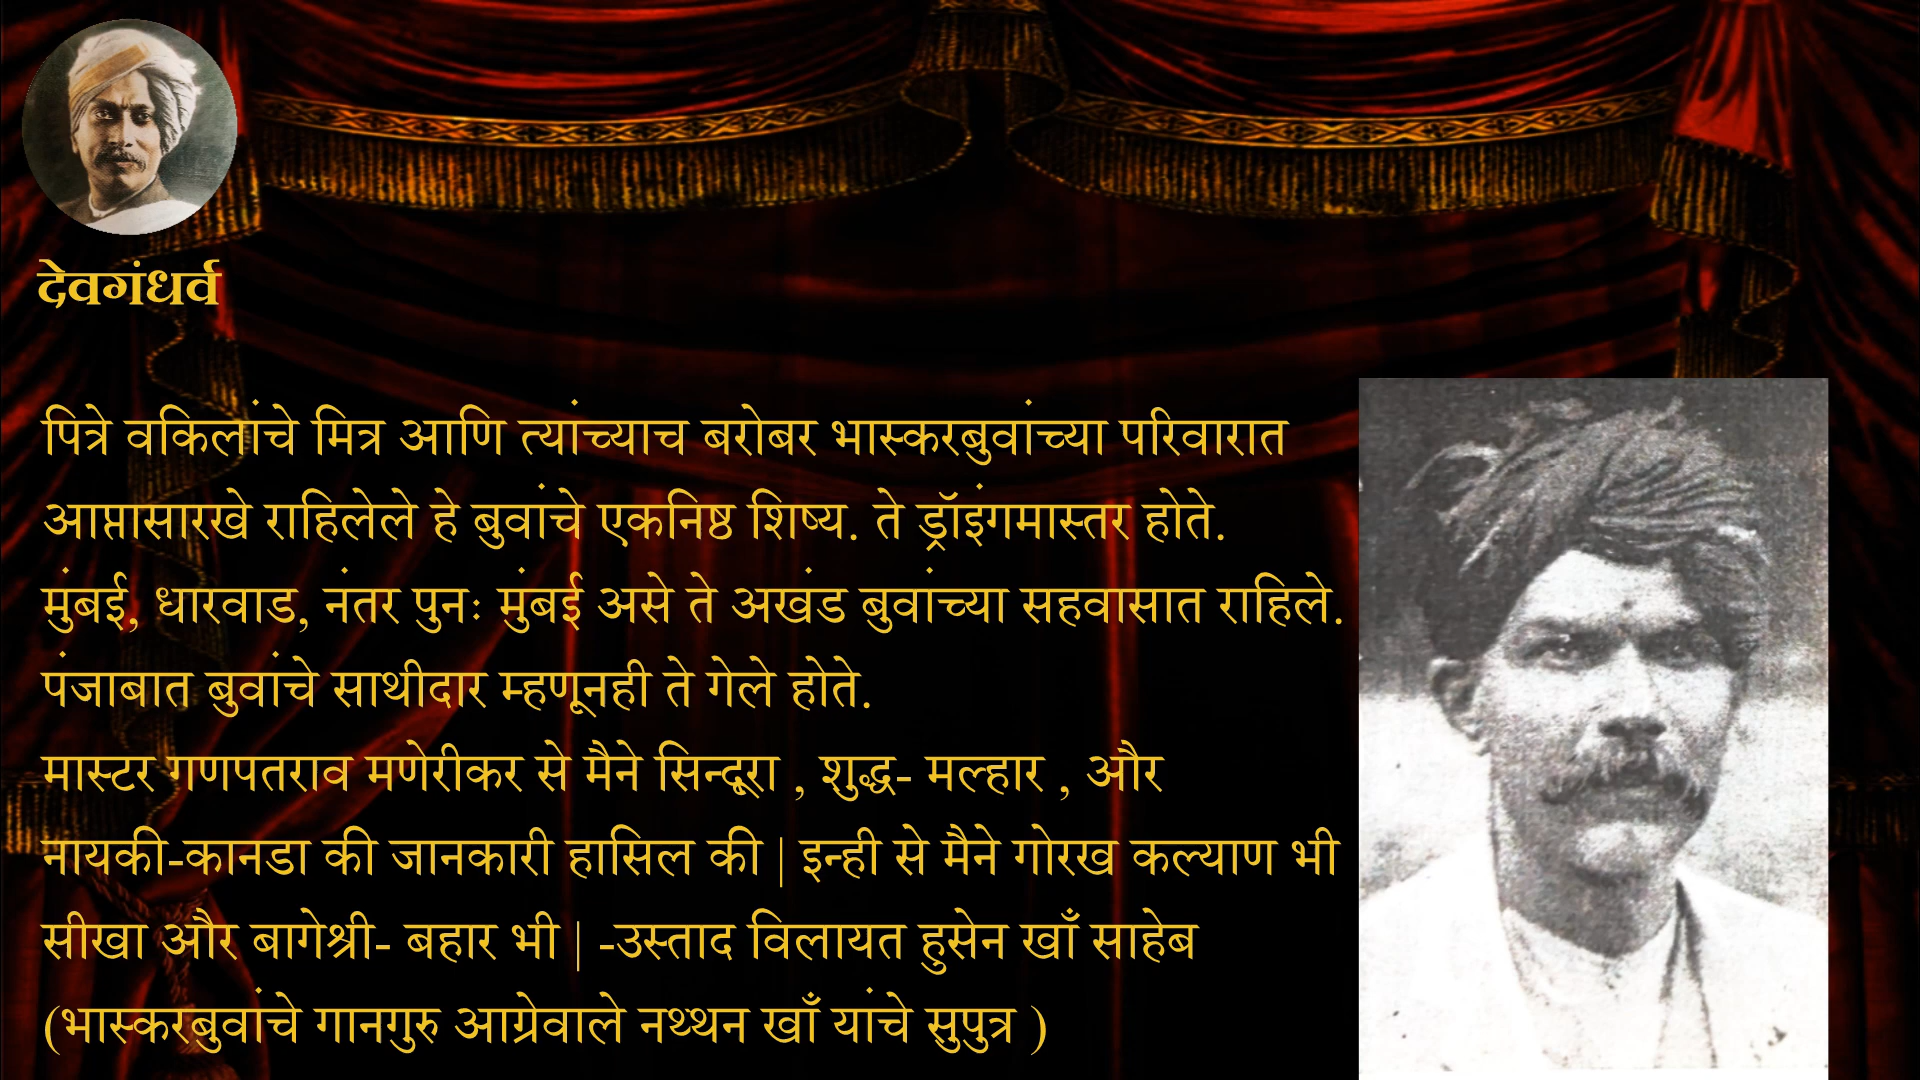 देवगंधर्व
पित्रे वकिलांचे मित्र आणि त्यांच्याच बरोबर भास्करबुवांच्या परिवारात
आप्तासारखे राहिलेले हे बुवांचे एकनिष्ठ शिष्य. ते ड्रॉइंगमास्तर होते.
मुंबई, धारवाड, नंतर पुनः मुंबई असे ते अखंड बुवांच्या सहवासात राहिले.
पंजाबात बुवांचे साथीदार म्हणूनही ते गेले होते.
मास्टर गणपतराव मणेरीकर से मैने सिन्दूरा , शुद्ध- मल्हार , और
नायकी-कानडा की जानकारी हासिल की | इन्ही से मैने गोरख कल्याण भी
सीखा और बागेश्री- बहार भी | -उस्ताद विलायत हुसेन खाँ साहेब
(भास्करबुवांचे गानगुरु आग्रेवाले नथ्थन खाँ यांचे सुपुत्र )